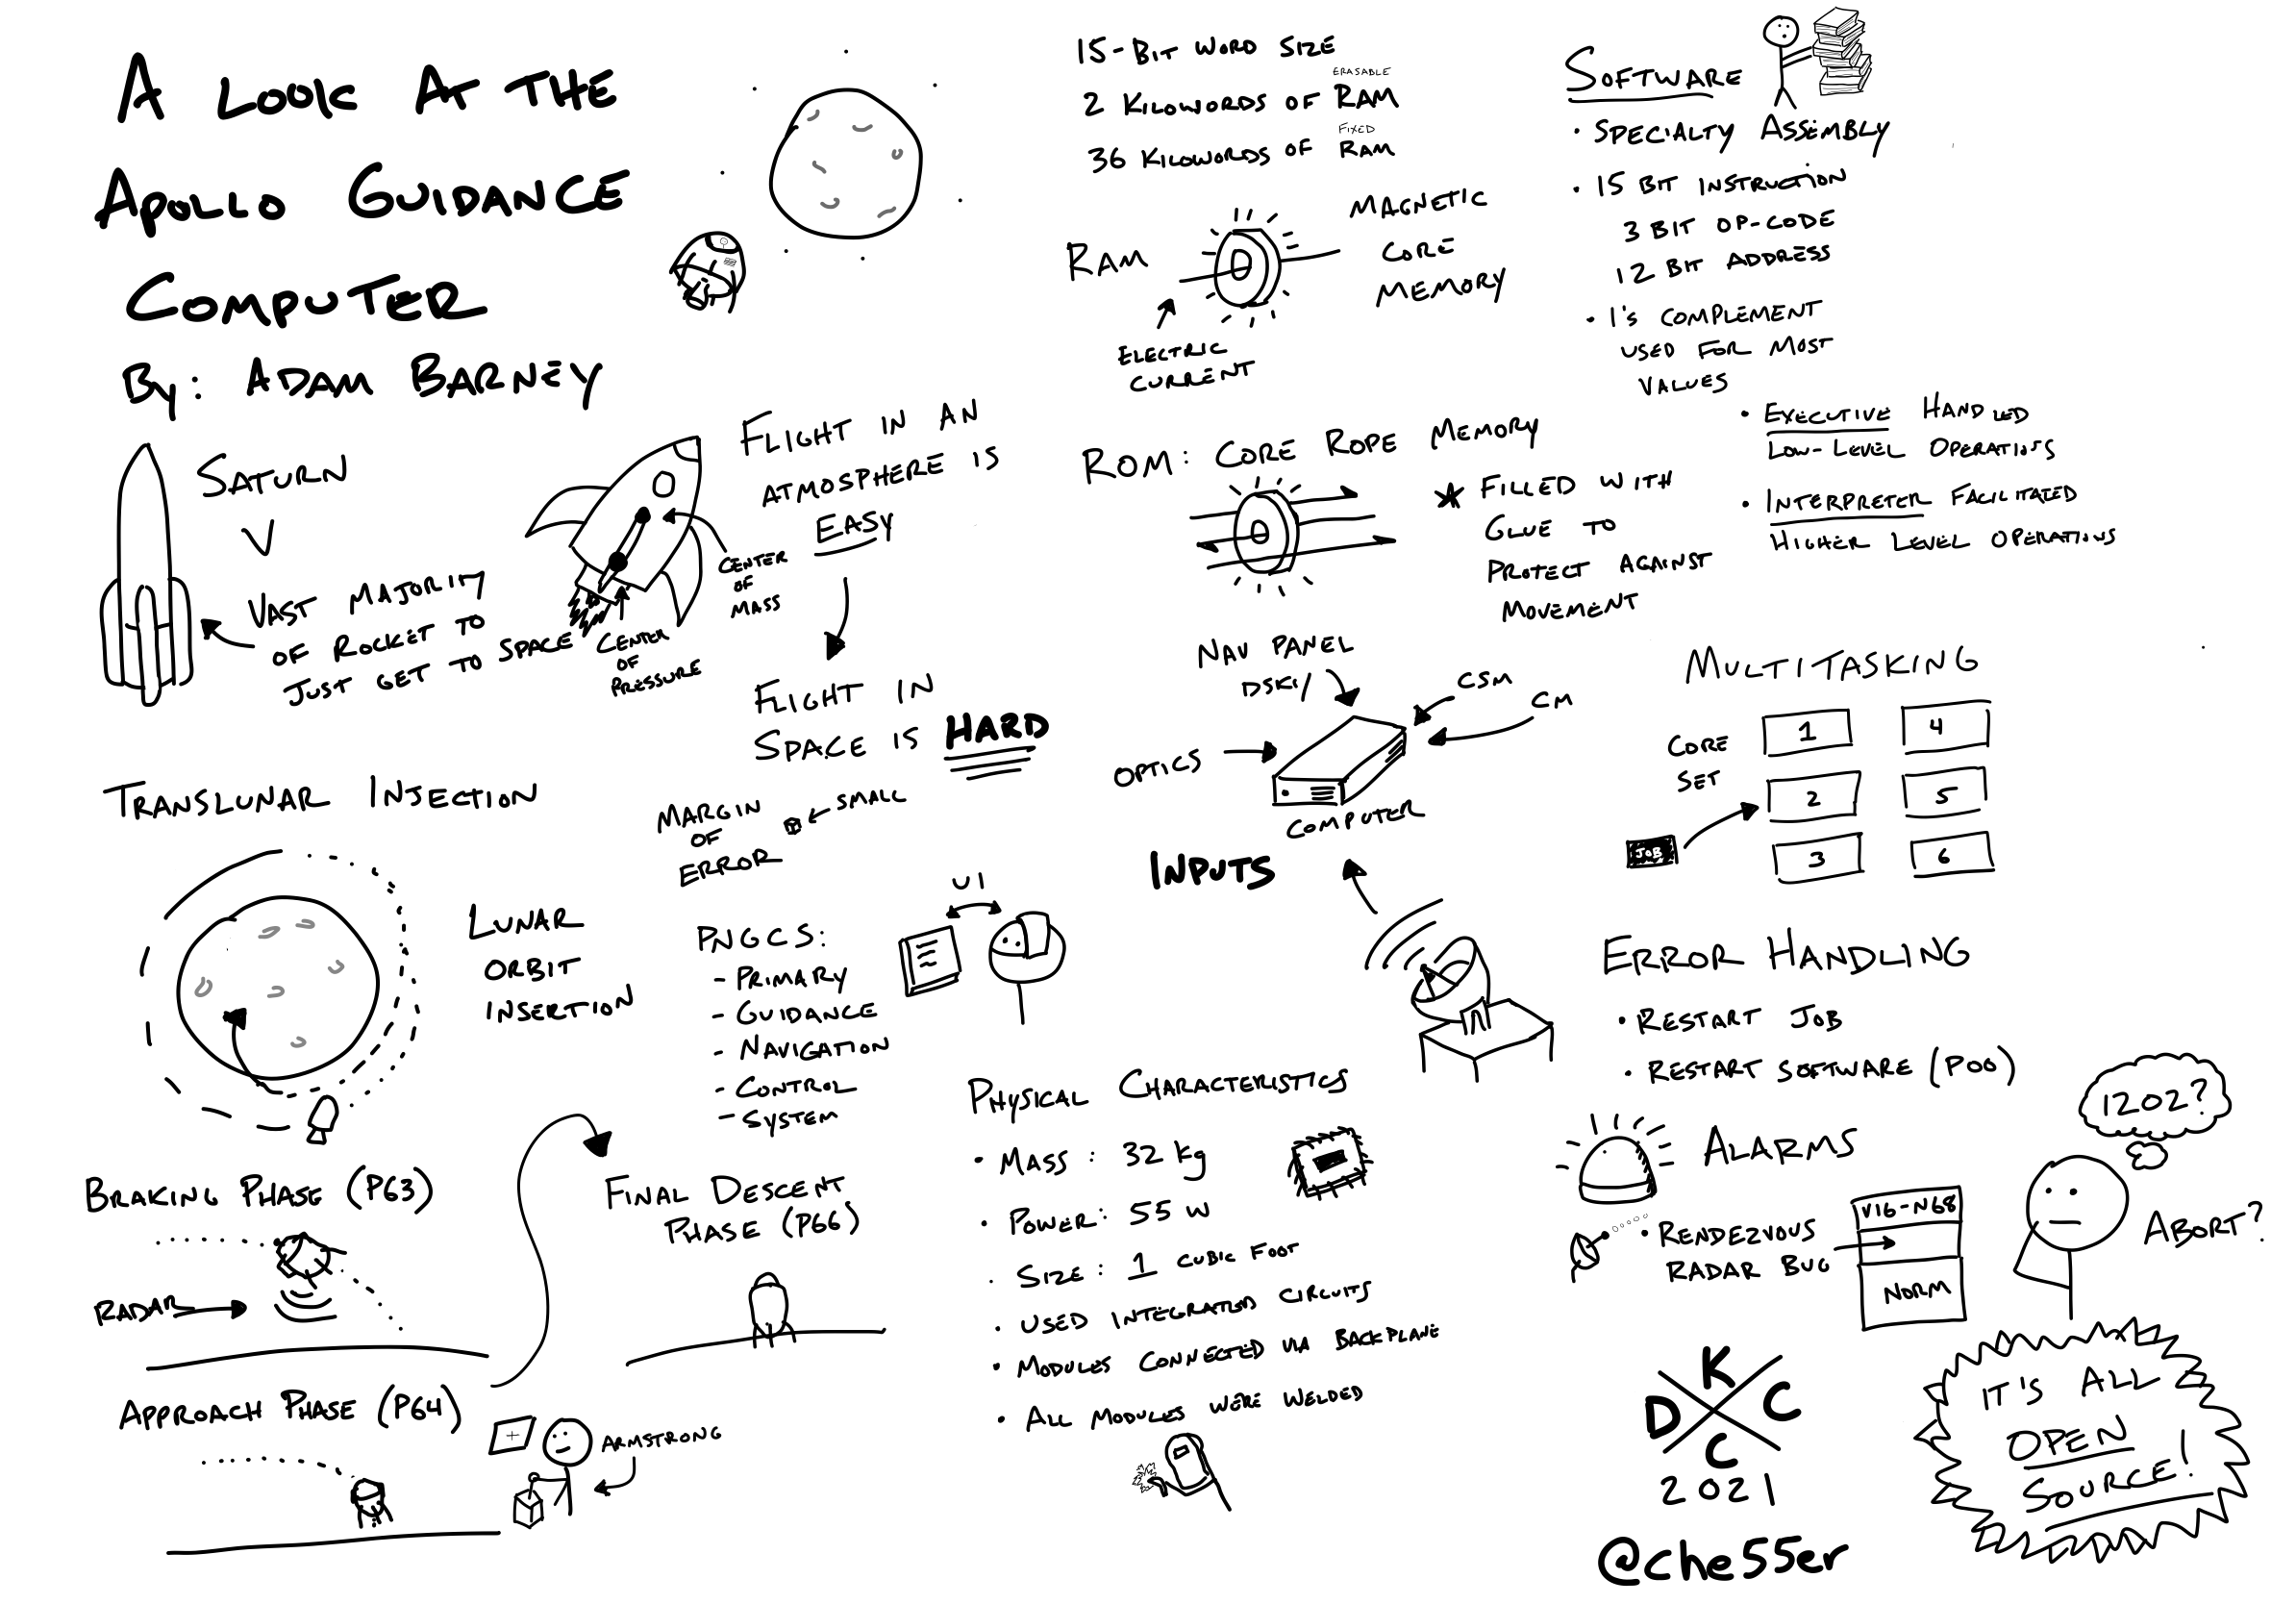 A LOOK AT THE
APOLLO GUIDANCE
COMPUTER
BY: ADAM BARNEY
SATURN
V
VAST MAJORITY
OF ROCKET TO
JUST GET TO SPACE
CENTER
OF
PRESSURE
CENTER
OF
MASS
FLIGHT IN AN
ATMOSPHERE IS
EASY
FLIGHT IN
SPACE IS HARD
MARGIN
OF
ERROR
SMALL
TRANSLUNAR INJECTION
LUNAR
ORBIT
INSERTION
PNGCS:
- PRIMARY
- GUIDANCE
- NAVIGATION
- CONTROL
- SYSTEM
UI
BRAKING PHASE (P63)
RADAR
APPROACH PHASE (P64)
ARMSTRONG
FINAL DESCENT
PHASE (P66)
15-BIT WORD SIZE
ERASABLE
2 KILOWORDS OF RAM
FIXED
36 KILOWORDS OF RAM
RAM
MAGNETIC
CORE
MEMORY
ELECTRIC
CURRENT
ROM: CORE ROPE MEMORY
* FILLED WITH
GLUE TO
PROTECT AGAINST
MOVEMENT
NAV PANEL
DSKY
CSM
CM
OPTICS
COMPUTER
INPUTS
PHYSICAL CHARACTERISTICS
• MASS: 32 kg
• POWER: 55 W
• SIZE: 1 CUBIC FOOT
• USED INTEGRATED CIRCUITS
• MODULES CONNECTED VIA BACKPLANE
• ALL MODULES WERE WELDED
SOFTWARE
• SPECIALTY ASSEMBLY
• 15 BIT INSTRUCTION
3 BIT OP-CODE
12 BIT ADDRESS
• 1's COMPLEMENT
USED FOR MOST
VALUES
• EXECUTIVE HANDLED
LOW-LEVEL OPERATIONS
• INTERPRETER FACILITATED
HIGHER LEVEL OPERATIONS
MULTITASKING
CORE
SET
JOB
1
2
3
4
5
6
ERROR HANDLING
• RESTART JOB
• RESTART SOFTWARE (P00)
ALARMS
• RENDEZVOUS
RADAR BUG
V16-N68
NORM
1202?
ABORT?
K
D C
C
2021
@che55er
IT'S ALL
OPEN
SOURCE!